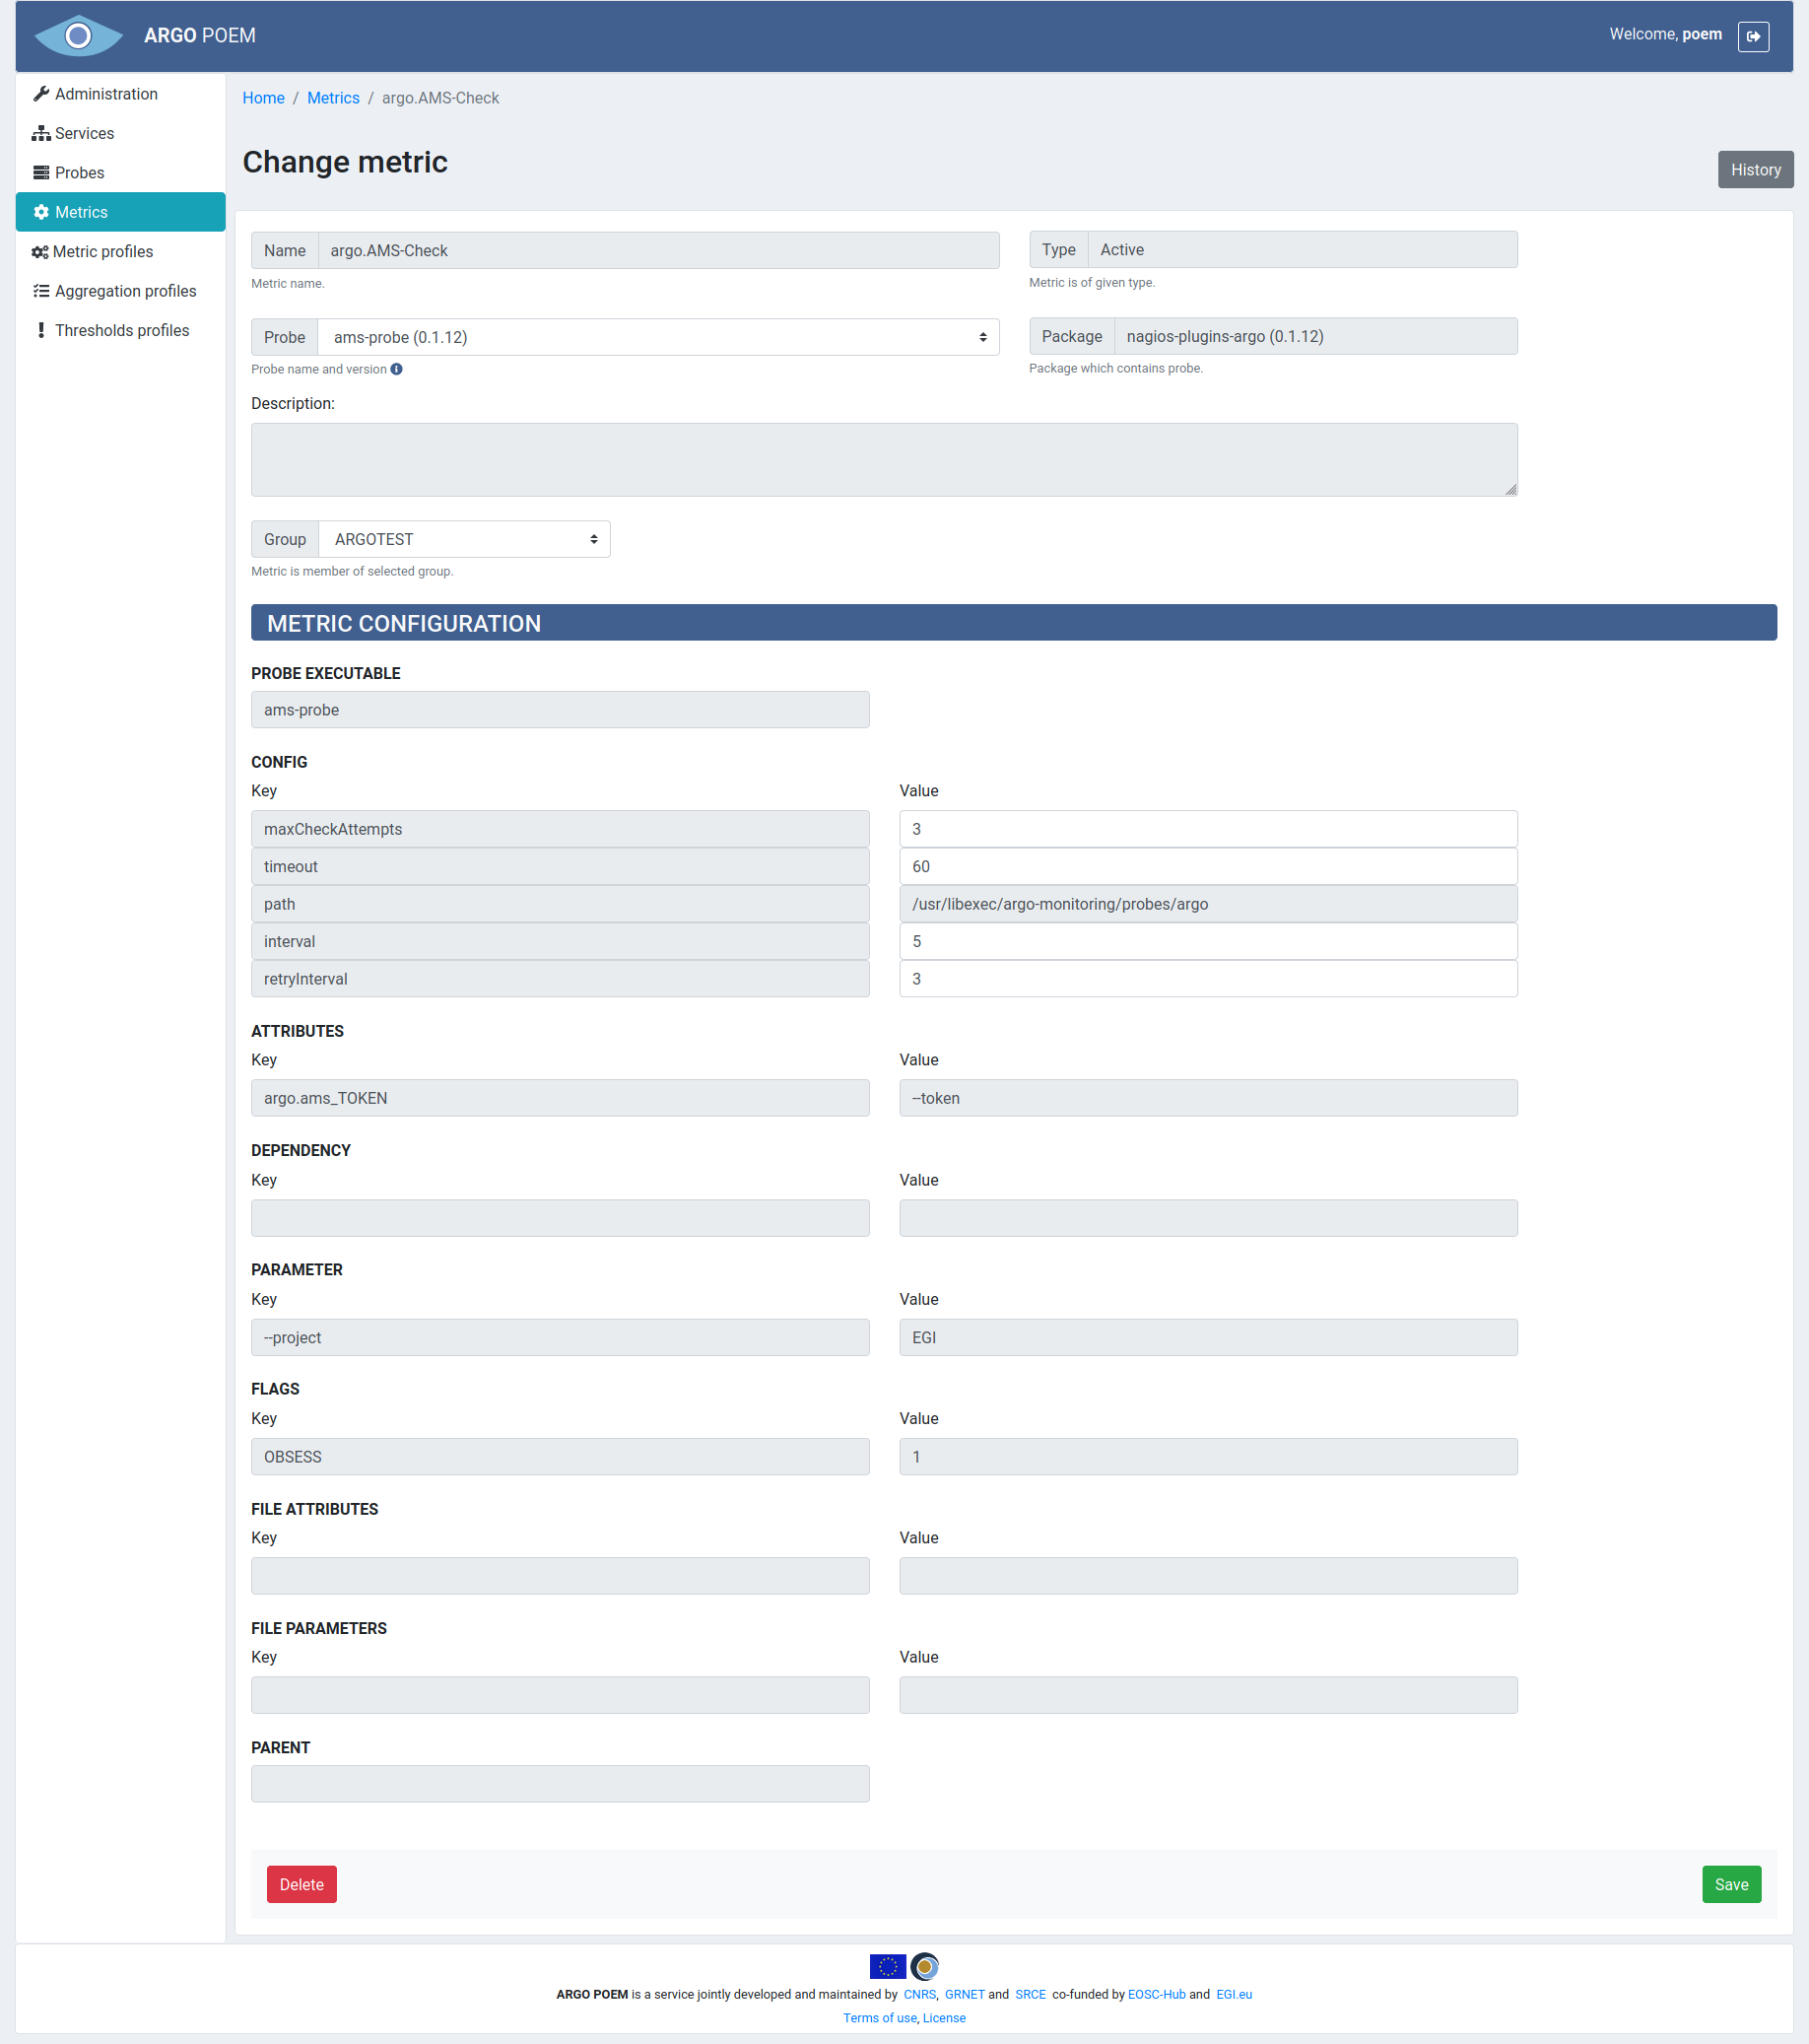 ARGO POEM
Welcome, poem
Administration
Services
Probes
Metrics
Metric profiles
Aggregation profiles
Thresholds profiles
Home / Metrics / argo.AMS-Check
Change metric
History
Name argo.AMS-Check
Type Active
Metric name.
Metric is of given type.
Probe ams-probe (0.1.12)
Package nagios-plugins-argo (0.1.12)
Probe name and version
Package which contains probe.
Description:
Group ARGOTEST
Metric is member of selected group.
METRIC CONFIGURATION
PROBE EXECUTABLE
ams-probe
CONFIG
Key Value
maxCheckAttempts 3
timeout 60
path /usr/libexec/argo-monitoring/probes/argo
interval 5
retryInterval 3
ATTRIBUTES
Key Value
argo.ams_TOKEN --token
DEPENDENCY
Key Value
PARAMETER
Key Value
--project EGI
FLAGS
Key Value
OBSESS 1
FILE ATTRIBUTES
Key Value
FILE PARAMETERS
Key Value
PARENT
Delete
Save
ARGO POEM is a service jointly developed and maintained by CNRS, GRNET and SRCE co-funded by EOSC-Hub and EGI.eu
Terms of use, License